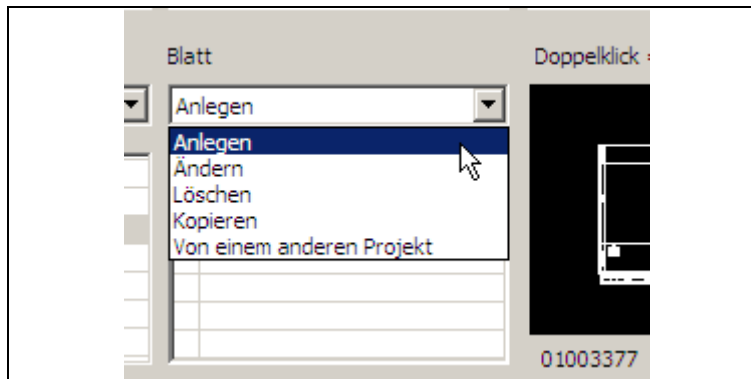 Blatt
Doppelklick
Anlegen
Anlegen
Ändern
Löschen
Kopieren
Von einem anderen Projekt
01003377